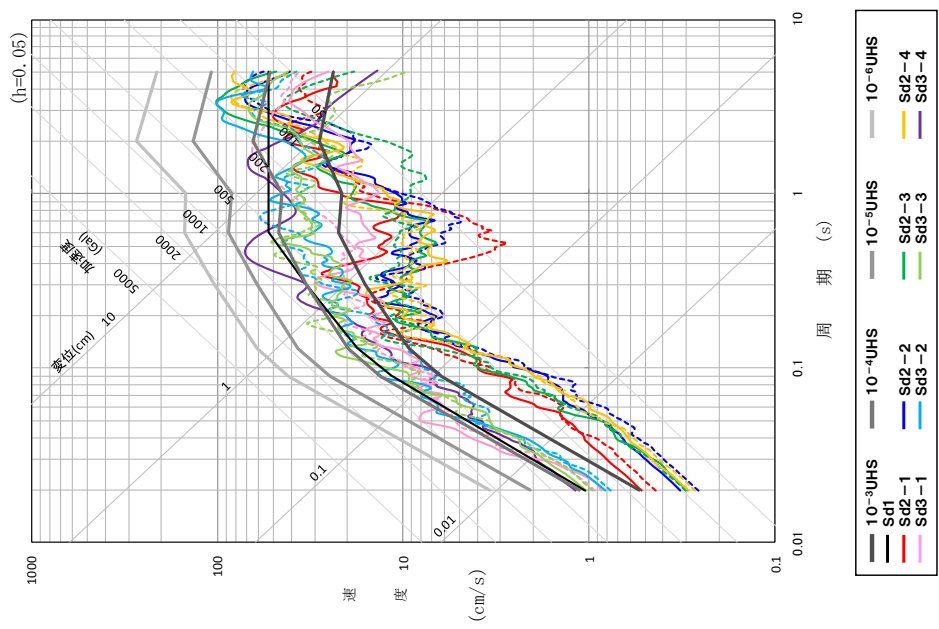 (h=0.05)
1000
100
10
1
0.1
速 度 (cm/s)
0.01
0.1
1
10
周 期 (s)
変位(cm)
10
1
0.1
0.01
加速度
(Gal)
5000
2000
1000
500
200
100
50
10⁻³UHS
10⁻⁴UHS
10⁻⁵UHS
10⁻⁶UHS
Sd1
Sd2−1
Sd2−2
Sd2−3
Sd2−4
Sd3−1
Sd3−2
Sd3−3
Sd3−4